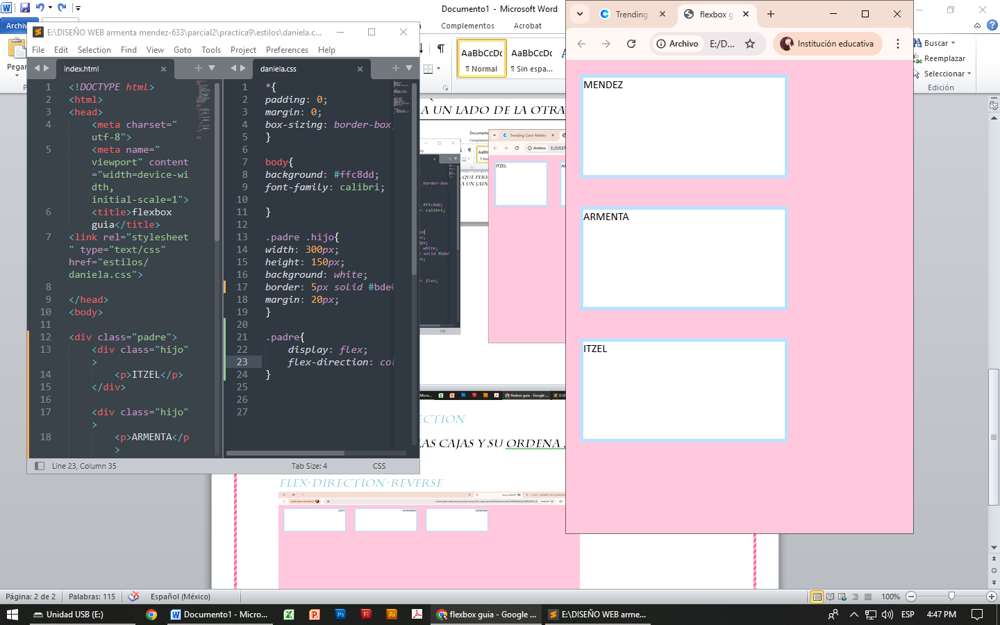 Documento1 - Microsoft Word
Archi
Complementos
Acrobat
Pegar
AaBbCcDc
AaBbCcDc
¶ Normal
¶ Sin espa...
Buscar
Reemplazar
Seleccionar
Edición
E:\DISEÑO WEB armenta mendez-633\parcial2\practica9\estilos\daniela.c...
File Edit Selection Find View Goto Tools Project Preferences Help
index.html
1 <!DOCTYPE html>
2 <html>
3 <head>
4 <meta charset="
utf-8">
5 <meta name="
viewport" content
="width=device-wi
dth,
initial-scale=1">
6 <title>flexbox
guia</title>
7 <link rel="stylesheet
" type="text/css"
href="estilos/
daniela.css">
8
9 </head>
10 <body>
11
12 <div class="padre">
13 <div class="hijo"
>
14 <p>ITZEL</p>
15 </div>
16
17 <div class="hijo"
>
18 <p>ARMENTA</p
>
daniela.css
1 *{
2 padding: 0;
3 margin: 0;
4 box-sizing: border-box;
5 }
6
7 body{
8 background: #ffc8dd;
9 font-family: calibri;
10
11 }
12
13 .padre .hijo{
14 width: 300px;
15 height: 150px;
16 background: white;
17 border: 5px solid #bde
18 margin: 20px;
19 }
20
21 .padre{
22 display: flex;
23 flex-direction: col
24 }
25
26
27
Line 23, Column 35
Tab Size: 4
CSS
A UN LADO DE LA OTRA
Trending Color Palette
Archivo
ITZEL
ECTION
LAS CAJAS Y SU ORDENA
FLEX-DIRECTION-REVERSE
Trending
flexbox g
Archivo
E:/D...
Institución educativa
MENDEZ
ARMENTA
ITZEL
Página: 2 de 2
Palabras: 115
Español (México)
100%
Unidad USB (E:)
Documento1 - Micro...
flexbox guia - Google ...
E:\DISEÑO WEB arme...
ESP
4:47 PM